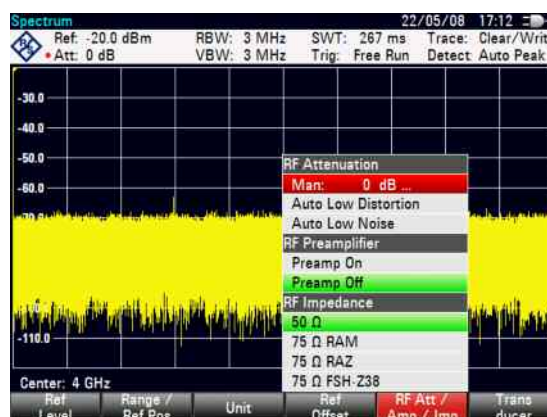 Spectrum 22/05/08 17:12
Ref: -20.0 dBm RBW: 3 MHz SWT: 267 ms Trace: Clear/Writ
• Att: 0 dB VBW: 3 MHz Trig: Free Run Detect: Auto Peak
-30.0
-40.0
-50.0
-60.0
-110.0
RF Attenuation
Man: 0 dB ...
Auto Low Distortion
Auto Low Noise
RF Preamplifier
Preamp On
Preamp Off
RF Impedance
50 Ω
75 Ω RAM
75 Ω RAZ
75 Ω FSH-Z38
Center: 4 GHz
Ref Level
Range / Ref Pos
Unit
Ref Offset
RF Att / Amp / Imp
Trans ducer